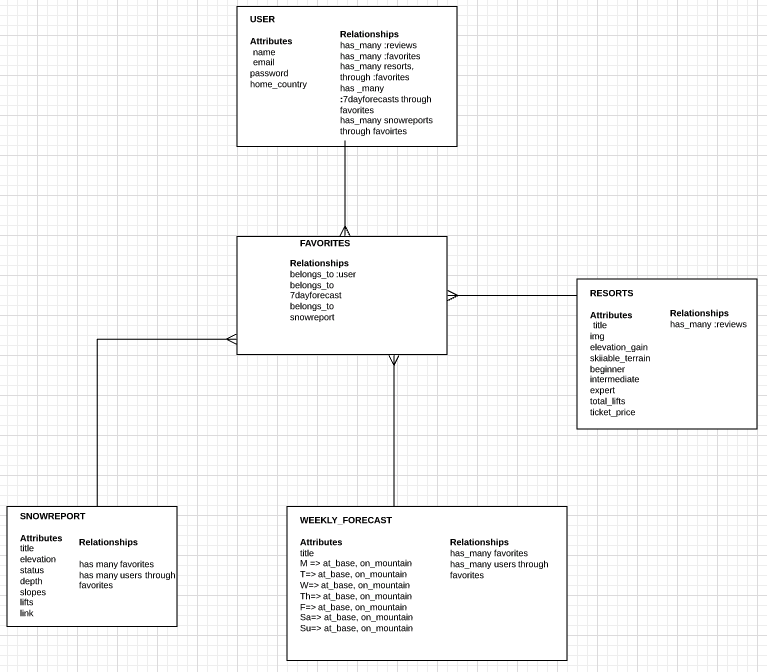 USER
Attributes
name
email
password
home_country
Relationships
has_many :reviews
has_many :favorites
has_many resorts,
through :favorites
has _many
:7dayforecasts through
favorites
has_many snowreports
through favoirtes
FAVORITES
Relationships
belongs_to :user
belongs_to
7dayforecast
belongs_to
snowreport
RESORTS
Attributes
title
img
elevation_gain
skiiable_terrain
beginner
intermediate
expert
total_lifts
ticket_price
Relationships
has_many :reviews
SNOWREPORT
Attributes
title
elevation
status
depth
slopes
lifts
link
Relationships
has many favorites
has many users through
favorites
WEEKLY_FORECAST
Attributes
title
M => at_base, on_mountain
T=> at_base, on_mountain
W=> at_base, on_mountain
Th=> at_base, on_mountain
F=> at_base, on_mountain
Sa=> at_base, on_mountain
Su=> at_base, on_mountain
Relationships
has_many favorites
has_many users through
favorites